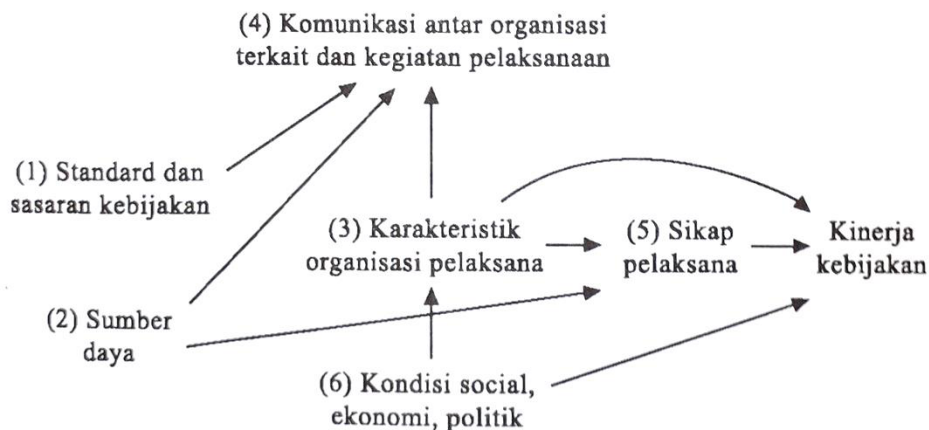 (4) Komunikasi antar organisasi
terkait dan kegiatan pelaksanaan
(1) Standard dan
sasaran kebijakan
(3) Karakteristik
organisasi pelaksana
(5) Sikap
pelaksana
Kinerja
kebijakan
(2) Sumber
daya
(6) Kondisi social,
ekonomi, politik